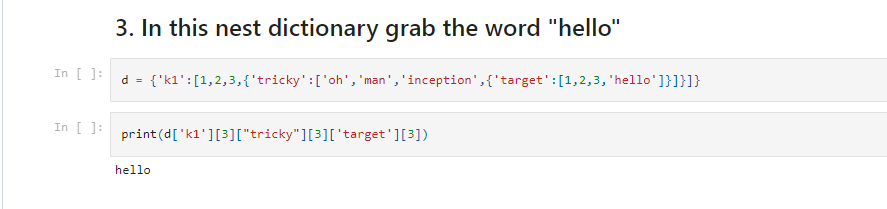 3. In this nest dictionary grab the word "hello"
In [ ]:
d = {'k1':[1,2,3,{'tricky':['oh','man','inception',{'target':[1,2,3,'hello']}]}]}
In [ ]:
print(d['k1'][3]["tricky"][3]['target'][3])
hello